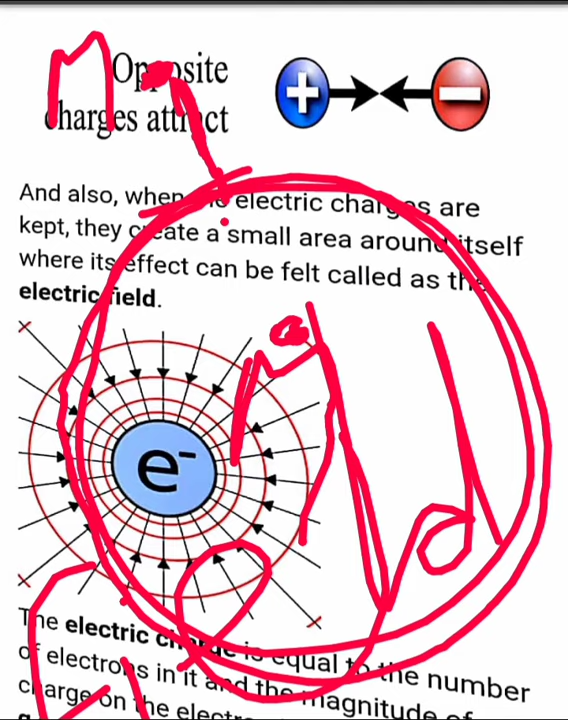 Opposite
charges attract
+ −
And also, when the electric charges are
kept, they create a small area around itself
where its effect can be felt called as the
electric field.
e-
The electric charge is equal to the number
of electrons in it and the magnitude of
charge on the